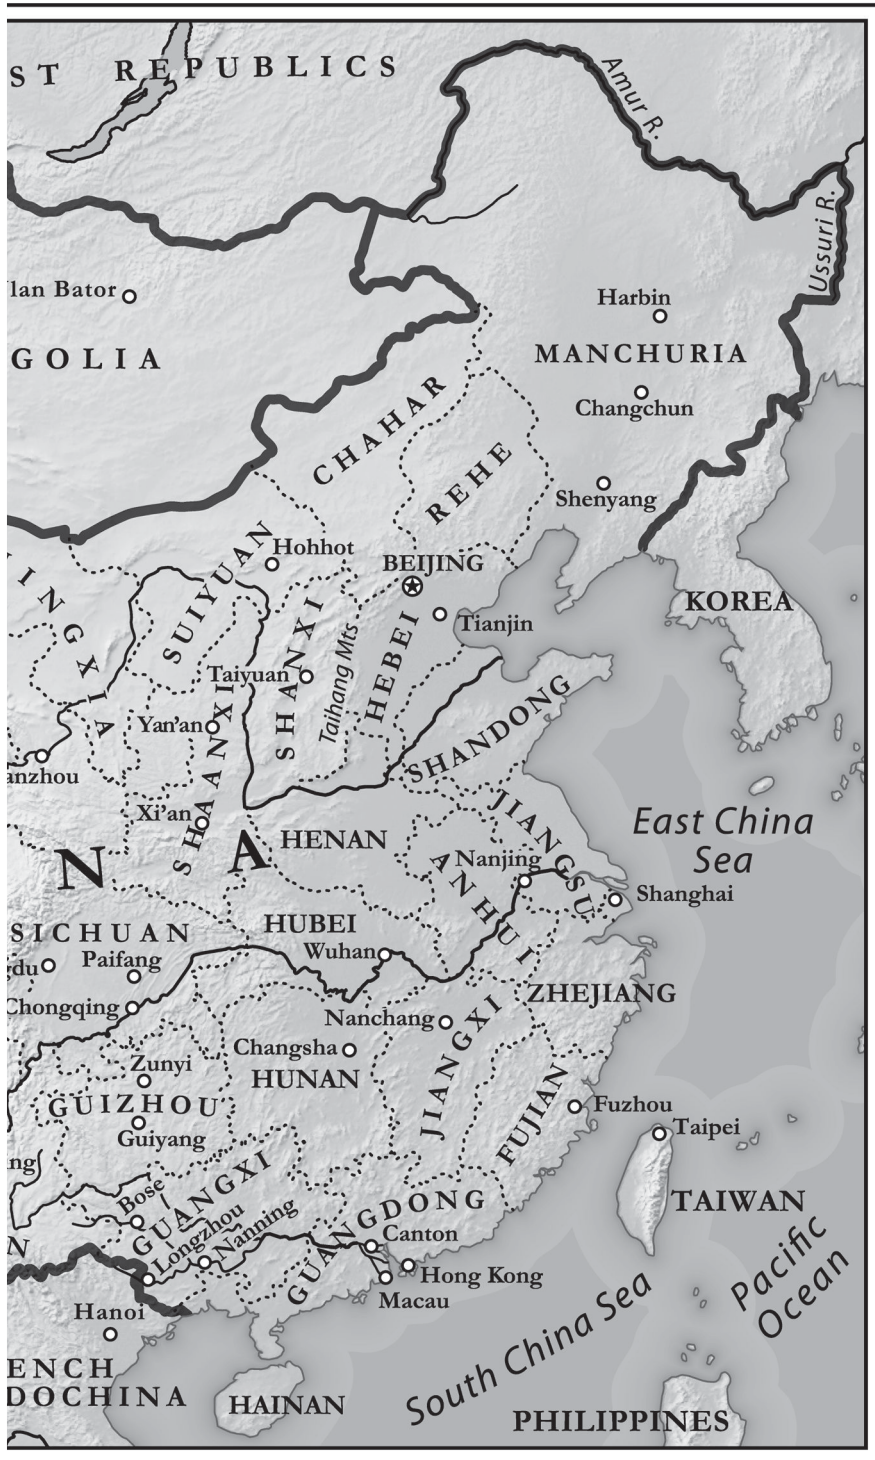 ST REPUBLICS
Amur R.
Ussuri R.
lan Bator
Harbin
GOLIA
MANCHURIA
Changchun
CHAHAR
REHE
Shenyang
Hohhot
INGXIA
SUIYUAN
BEIJING
KOREA
Tianjin
SHANXI
Taihang Mts
HEBEI
Taiyuan
Yan'an
SHAANXI
SHANDONG
anzhou
Xi'an
JIANGSU
East China
Sea
N A
HENAN
ANHUI
Nanjing
Shanghai
SICHUAN
HUBEI
Wuhan
gdu
Paifang
ZHEJIANG
Chongqing
Nanchang
JIANGXI
Changsha
Zunyi
HUNAN
GUIZHOU
FUJIAN
Fuzhou
Guiyang
Taipei
ng
GUANGXI
Bose
Longzhou
Nanning
GUANGDONG
TAIWAN
N
Canton
Hong Kong
Macau
Pacific
Ocean
Hanoi
South China Sea
ENCH
DOCHINA
HAINAN
PHILIPPINES